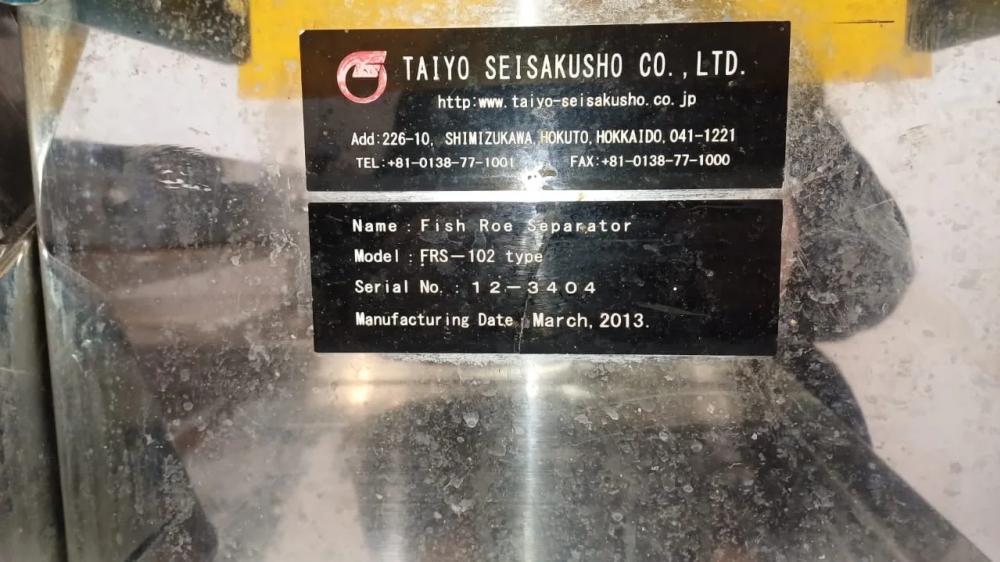 TAIYO SEISAKUSHO CO.,LTD.
http:www.taiyo-seisakusho.co.jp
Add:226-10, SHIMIZUKAWA, HOKUTO, HOKKAIDO, 041-1221
TEL:+81-0138-77-1001 FAX:+81-0138-77-1000
Name : Fish Roe Separator
Model : FRS-102 type
Serial No. : 12-3404
Manufacturing Date : March, 2013.